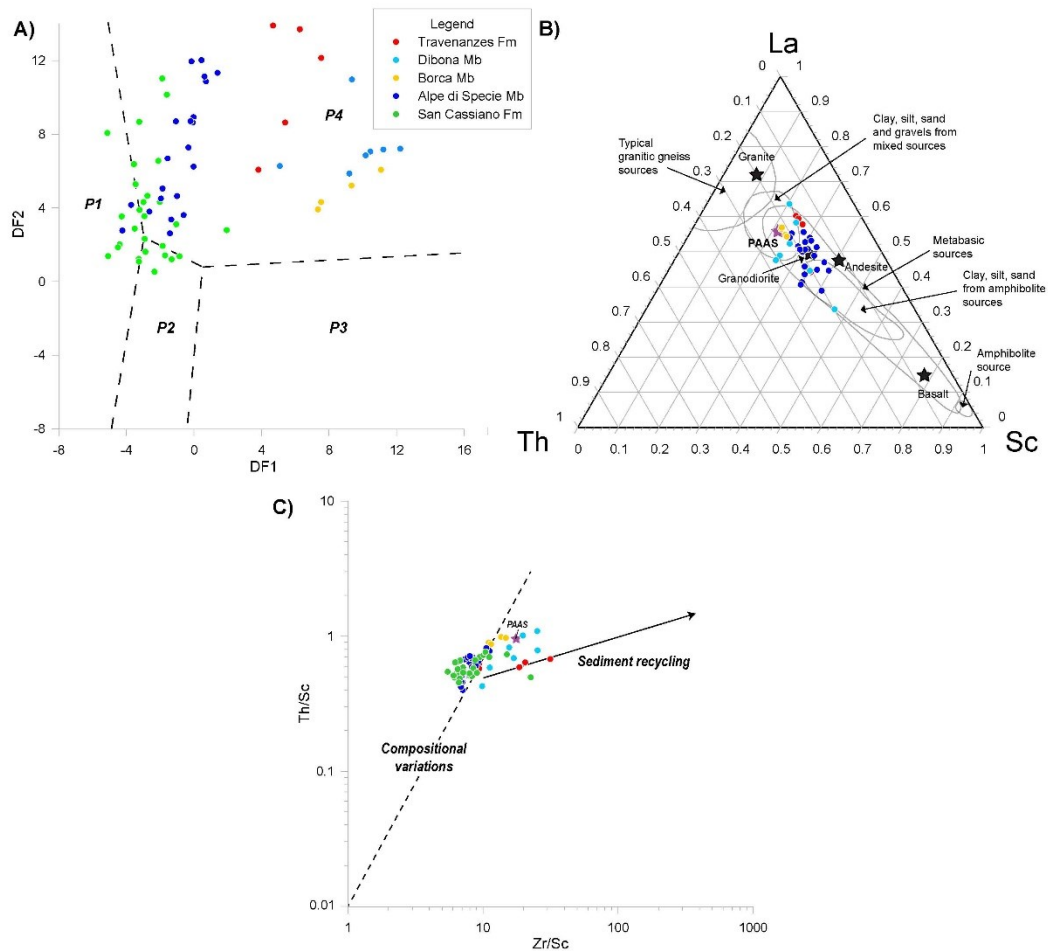 A)
12
8
4
0
-4
-8
DF2
-8
-4
0
4
8
12
16
DF1
P1
P2
P3
P4
Legend
Travenanzes Fm
Dibona Mb
Borca Mb
Alpe di Specie Mb
San Cassiano Fm
B)
La
0
1
0.1
0.9
0.2
0.8
0.3
0.7
0.4
0.6
0.5
0.5
0.6
0.4
0.7
0.3
0.8
0.2
0.9
0.1
1
0
Th
Sc
0
0.1
0.2
0.3
0.4
0.5
0.6
0.7
0.8
0.9
1
Typical
granitic gneiss
sources
Granite
Clay, silt, sand
and gravels from
mixed sources
PAAS
Granodiorite
Andesite
Metabasic
sources
Clay, silt, sand
from amphibolite
sources
Basalt
Amphibolite
source
C)
10
1
0.1
0.01
Th/Sc
1
10
100
1000
Zr/Sc
PAAS
Sediment recycling
Compositional
variations